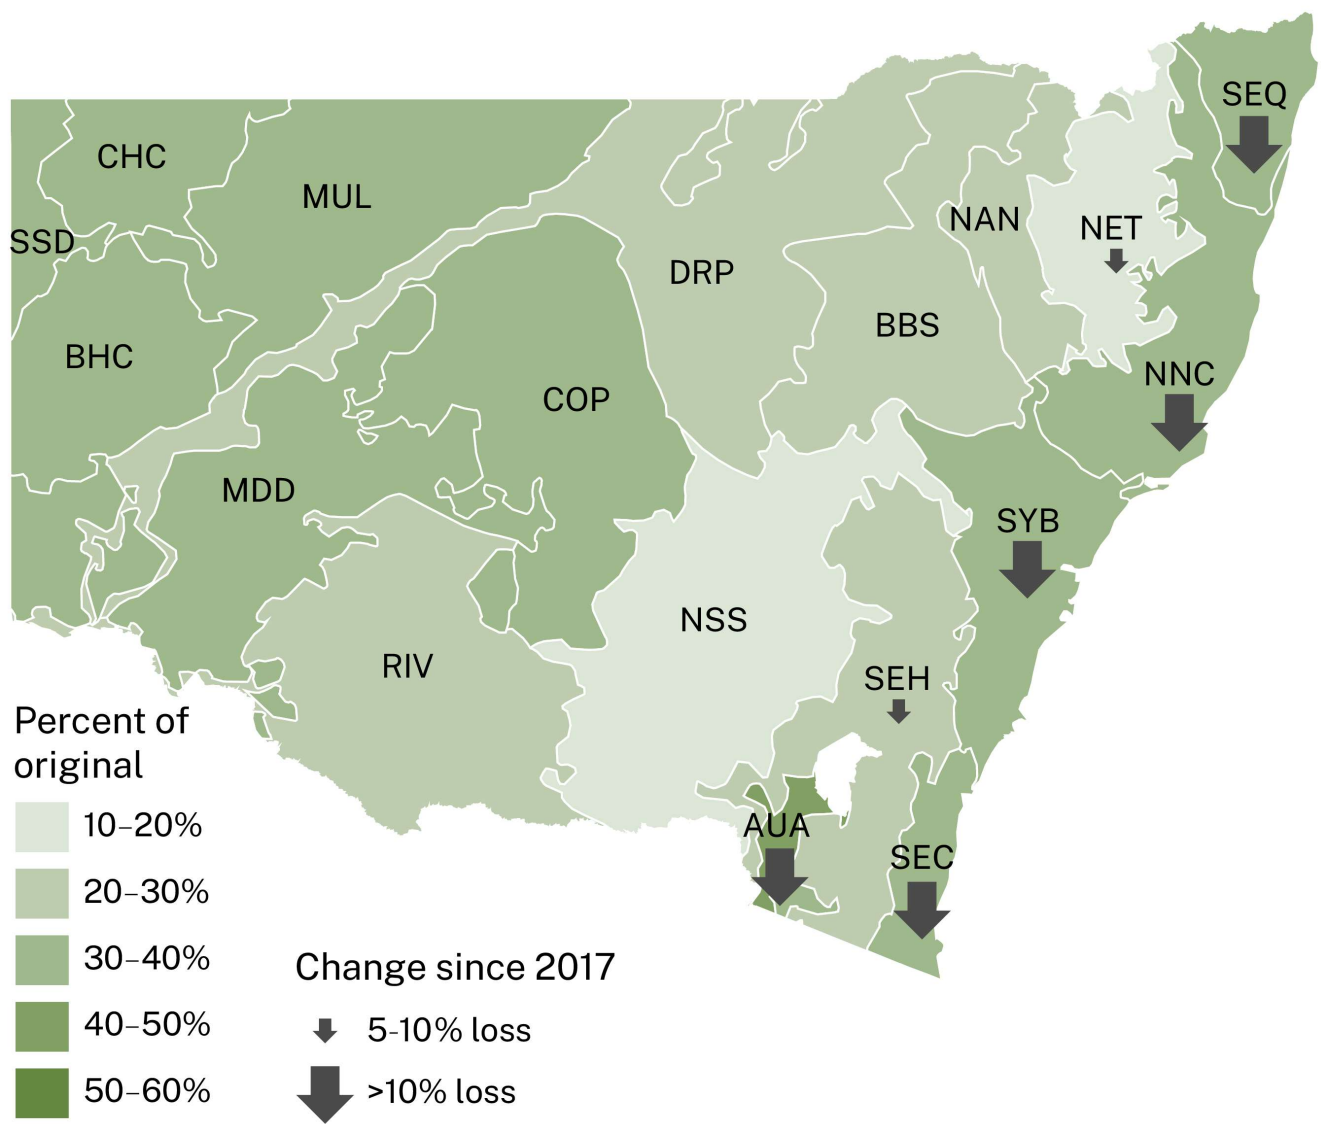 SEQ
CHC
MUL
NAN
NET
SSD
DRP
BBS
BHC
NNC
COP
MDD
SYB
NSS
RIV
SEH
AUA
SEC
Percent of
original
10–20%
20–30%
30–40%
40–50%
50–60%
Change since 2017
5-10% loss
>10% loss